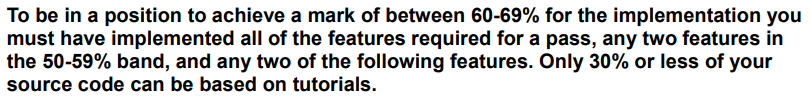 To be in a position to achieve a mark of between 60-69% for the implementation you
must have implemented all of the features required for a pass, any two features in
the 50-59% band, and any two of the following features. Only 30% or less of your
source code can be based on tutorials.